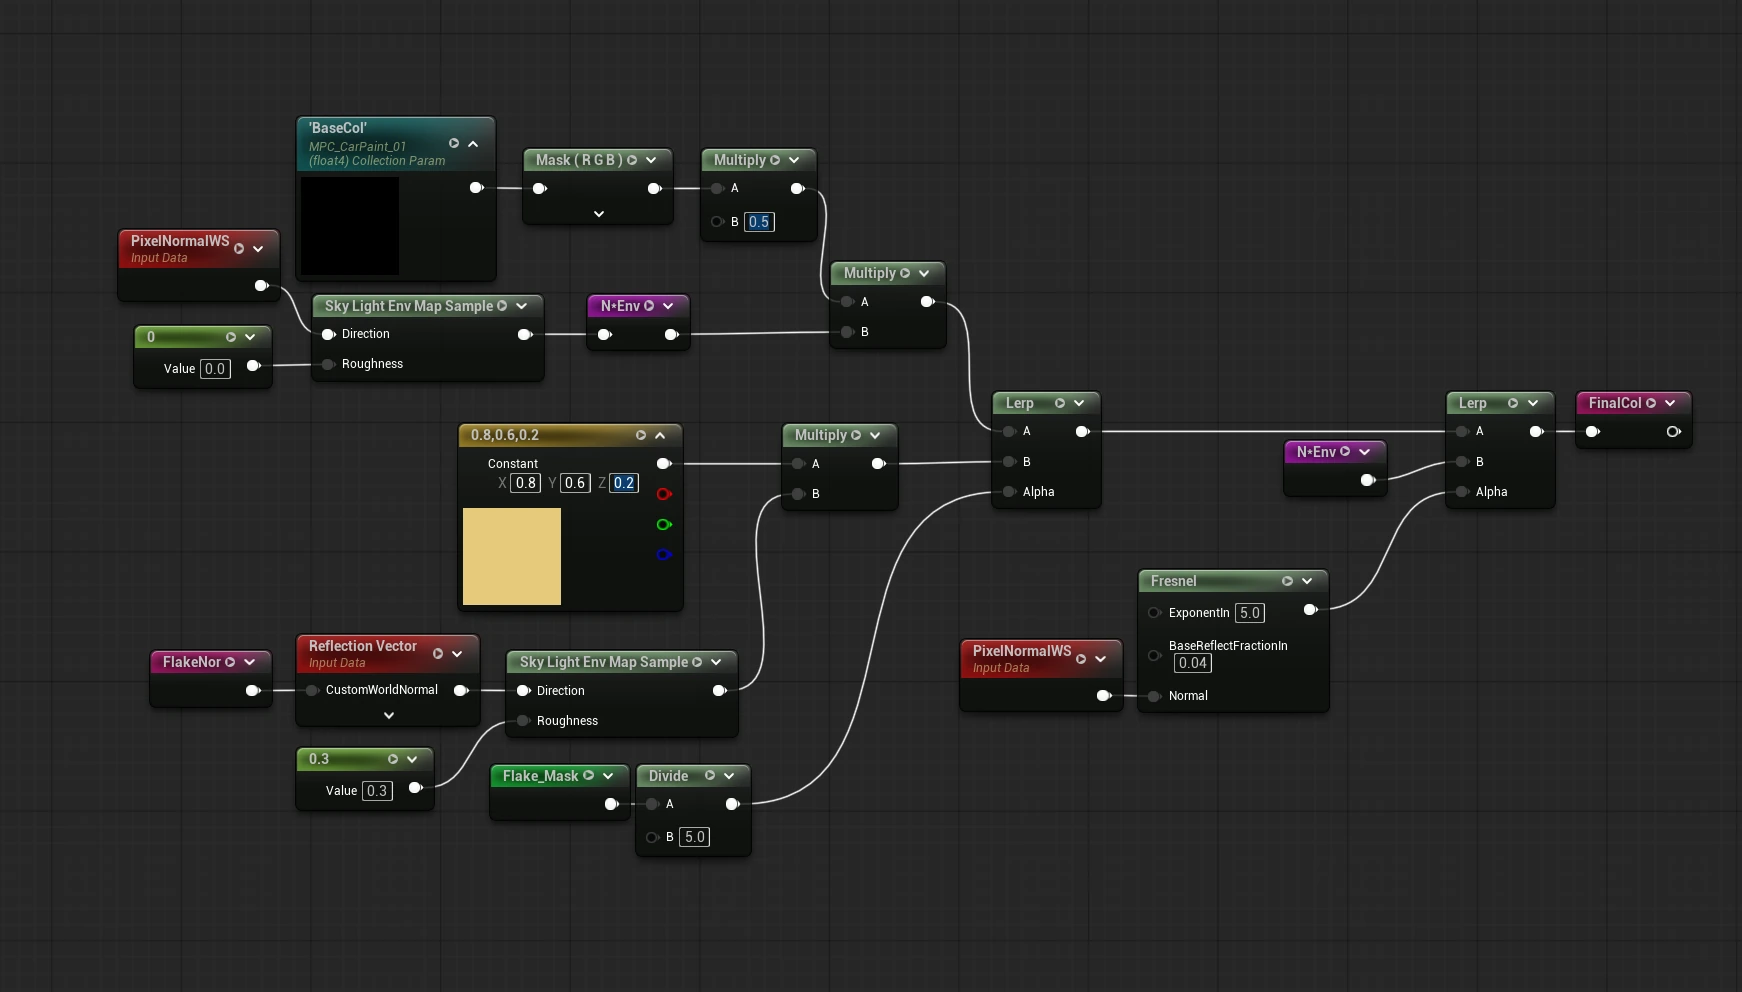 'BaseCol'
MPC_CarPaint_01
(float4) Collection Param
Mask ( R G B )
Multiply
A
B 0.5
PixelNormalWS
Input Data
Sky Light Env Map Sample
Direction
Roughness
N*Env
Multiply
A
B
0
Value 0.0
0.8,0.6,0.2
Constant
X 0.8 Y 0.6 Z 0.2
Multiply
A
B
Lerp
A
B
Alpha
N*Env
Lerp
A
B
Alpha
FinalCol
Fresnel
ExponentIn 5.0
BaseReflectFractionIn
0.04
Normal
PixelNormalWS
Input Data
FlakeNor
Reflection Vector
Input Data
CustomWorldNormal
Sky Light Env Map Sample
Direction
Roughness
0.3
Value 0.3
Flake_Mask
Divide
A
B 5.0